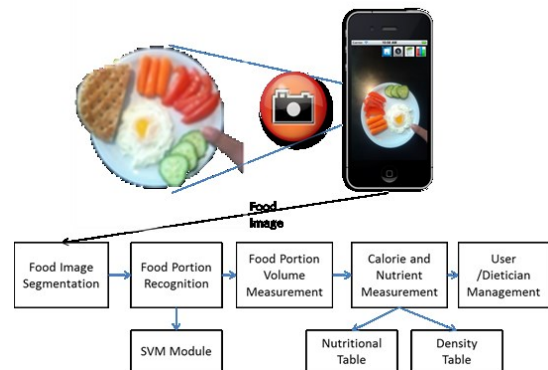 Food
Image
Food Image
Segmentation
Food Portion
Recognition
Food Portion
Volume
Measurement
Calorie and
Nutrient
Measurement
User
/Dietician
Management
SVM Module
Nutritional
Table
Density
Table